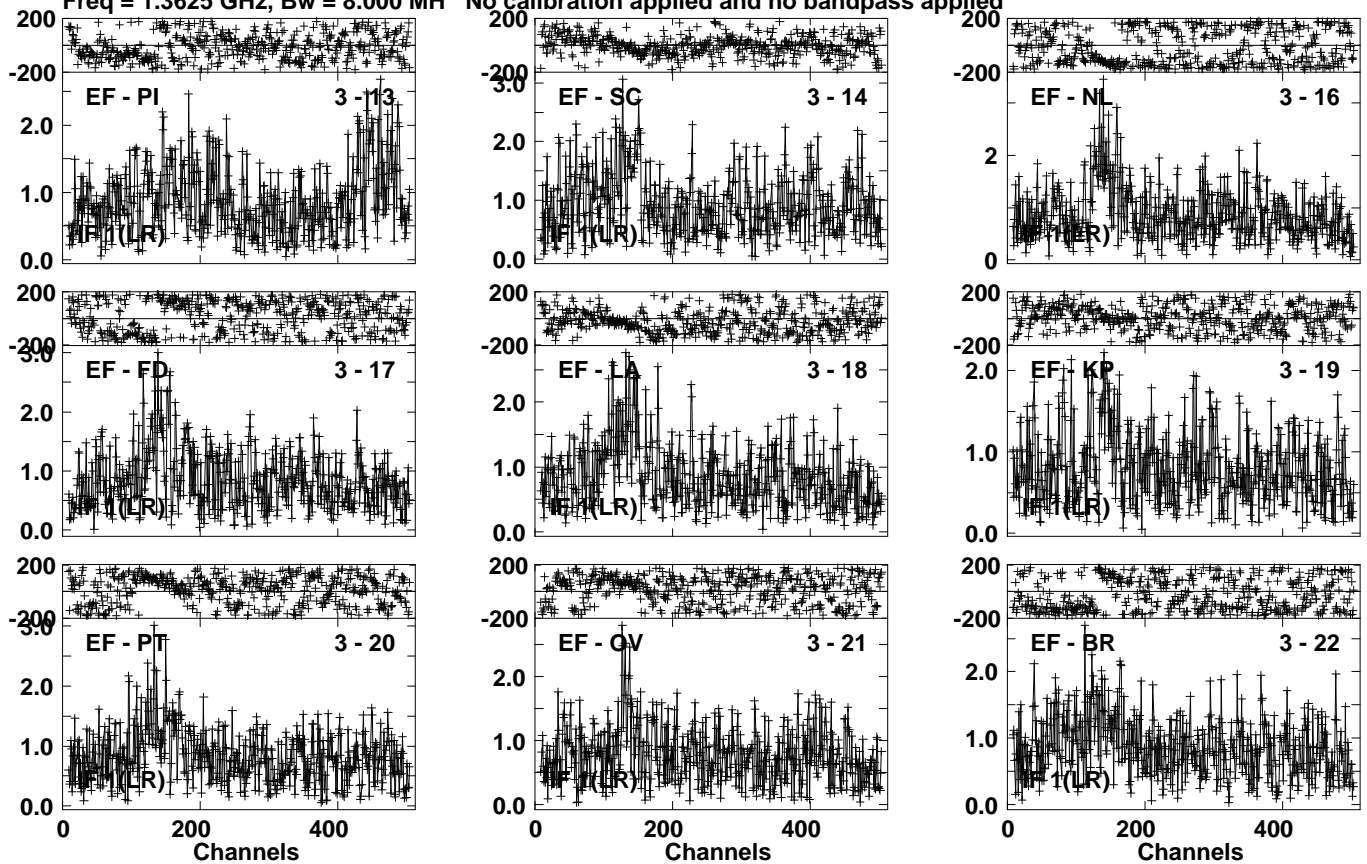 Freq = 1.3625 GHz, Bw = 8.000 MH No calibration applied and no bandpass applied
200 200 200
-200 -200 -200
EF - PI 3 - 13 EF - SC 3 - 14 EF - NL 3 - 16
2.0 3.0 2
1.0 2.0 0
0.0 1.0
0.0
IF 1(LR) IF 1(LR) IF 1(LR)
200 200 200
-200 -200 -200
3.0
EF - FD 3 - 17 EF - LA 3 - 18 EF - KP 3 - 19
2.0 2.0 2.0
1.0 1.0 1.0
IF 1(LR) IF 1(LR) IF 1(LR)
0.0 0.0 0.0
200 200 200
-200 -200 -200
3.0
EF - PT 3 - 20 EF - OV 3 - 21 EF - BR 3 - 22
2.0 2.0 2.0
1.0 1.0 1.0
IF 1(LR) IF 1(LR) IF 1(LR)
0.0 0.0 0.0
0 200 400 0 200 400 0 200 400
Channels Channels Channels